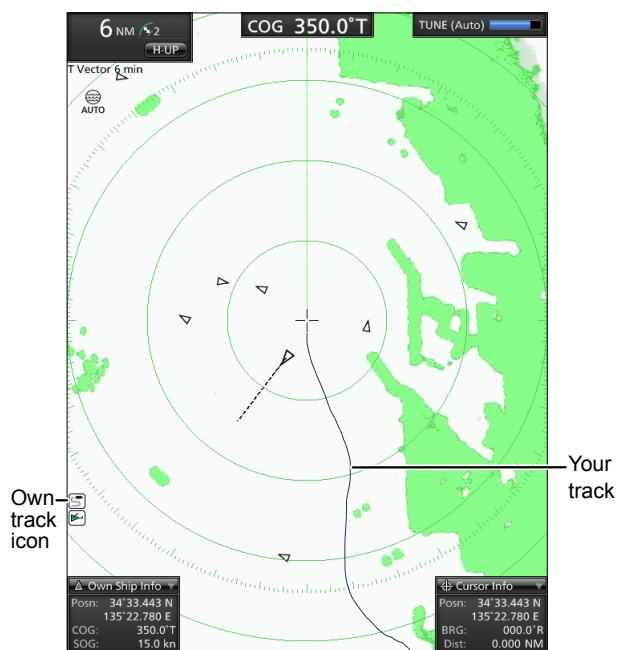 6 NM 2
H-UP
COG 350.0°T
TUNE (Auto)
T Vector 6 min
AUTO
Your
track
Own
track
icon
Own Ship Info
Posn: 34°33.443 N
135°22.780 E
COG: 350.0°T
SOG: 15.0 kn
Cursor Info
Posn: 34°33.443 N
135°22.780 E
BRG: 000.0°R
Dist: 0.000 NM